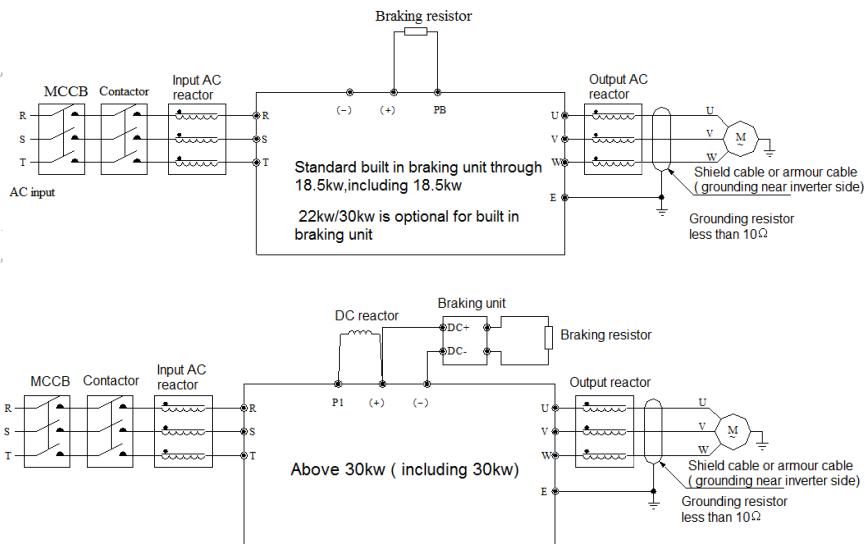 Braking resistor
MCCB
Contactor
Input AC
reactor
Output AC
reactor
(-)
(+)
PB
R
S
T
R
S
T
U
V
W
E
U
V
W
M
~
AC input
Standard built in braking unit through
18.5kw,including 18.5kw
22kw/30kw is optional for built in
braking unit
Shield cable or armour cable
( grounding near inverter side)
Grounding resistor
less than 10Ω
Braking unit
DC reactor
DC+
DC-
Braking resistor
MCCB
Contactor
Input AC
reactor
Output reactor
P1
(+)
(-)
R
S
T
R
S
T
U
V
W
E
U
V
W
M
~
Above 30kw ( including 30kw)
Shield cable or armour cable
( grounding near inverter side)
Grounding resistor
less than 10Ω